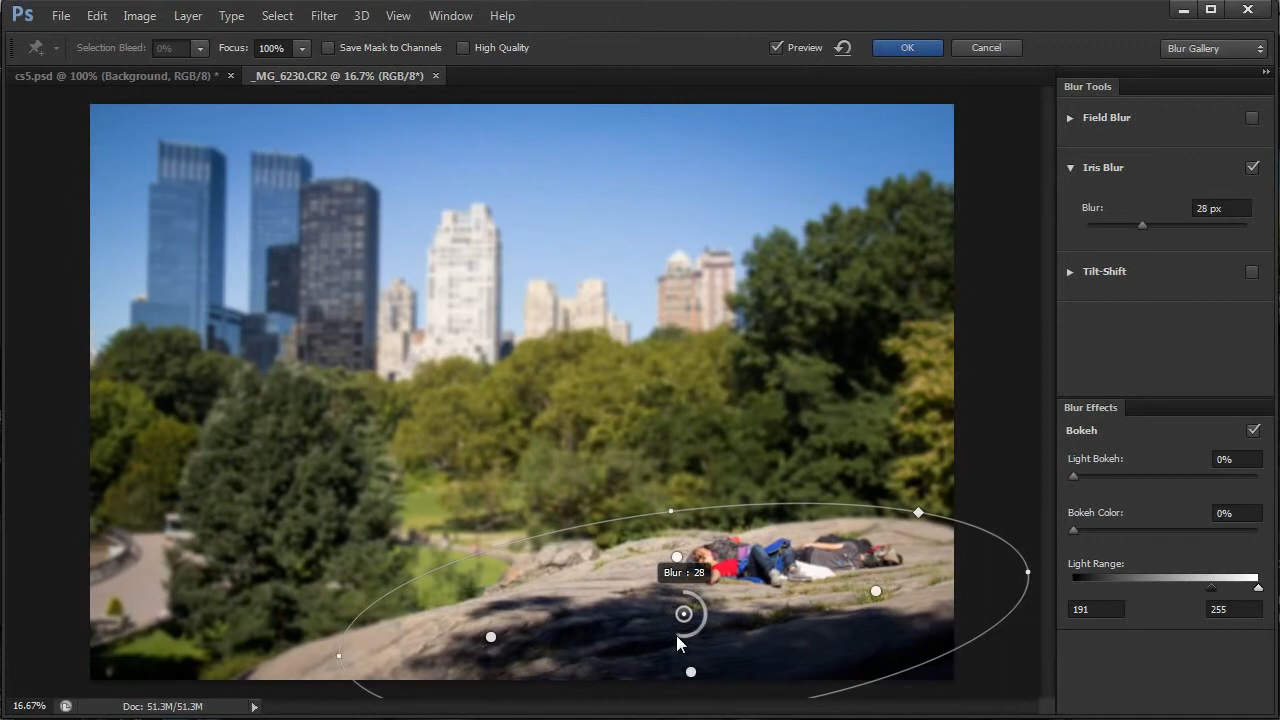 Ps File Edit Image Layer Type Select Filter 3D View Window Help
Selection Bleed: 0% Focus: 100% Save Mask to Channels High Quality Preview OK Cancel Blur Gallery
cs5.psd @ 100% (Background, RGB/8) * × _MG_6230.CR2 @ 16.7% (RGB/8*) ×
Blur Tools
Field Blur
Iris Blur
Blur: 28 px
Tilt-Shift
Blur Effects
Bokeh
Light Bokeh: 0%
Bokeh Color: 0%
Light Range:
191 255
Blur : 28
16.67% Doc: 51.3M/51.3M